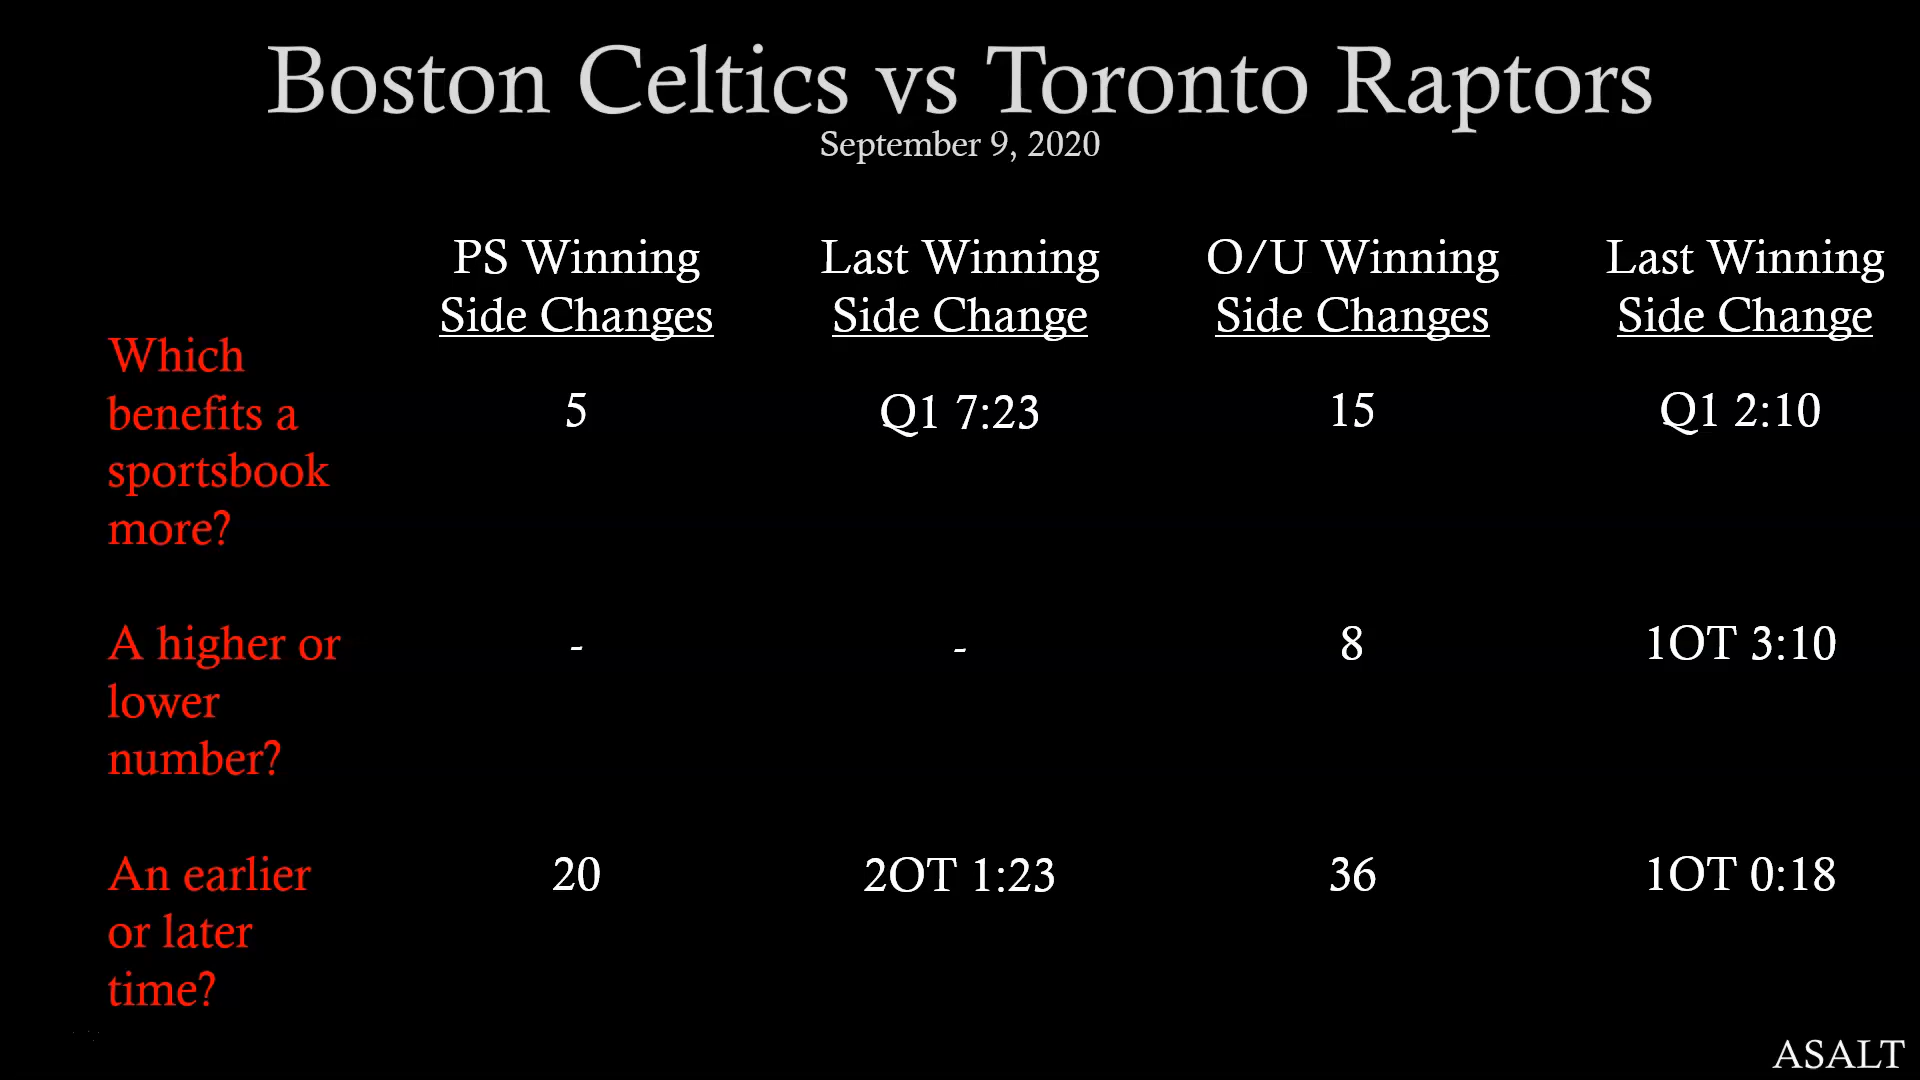 Boston Celtics vs Toronto Raptors
September 9, 2020
PS Winning Side Changes
Last Winning Side Change
O/U Winning Side Changes
Last Winning Side Change
Which
benefits a
sportsbook
more?
5
Q1 7:23
15
Q1 2:10
A higher or
lower
number?
-
-
8
1OT 3:10
An earlier
or later
time?
20
2OT 1:23
36
1OT 0:18
ASALT